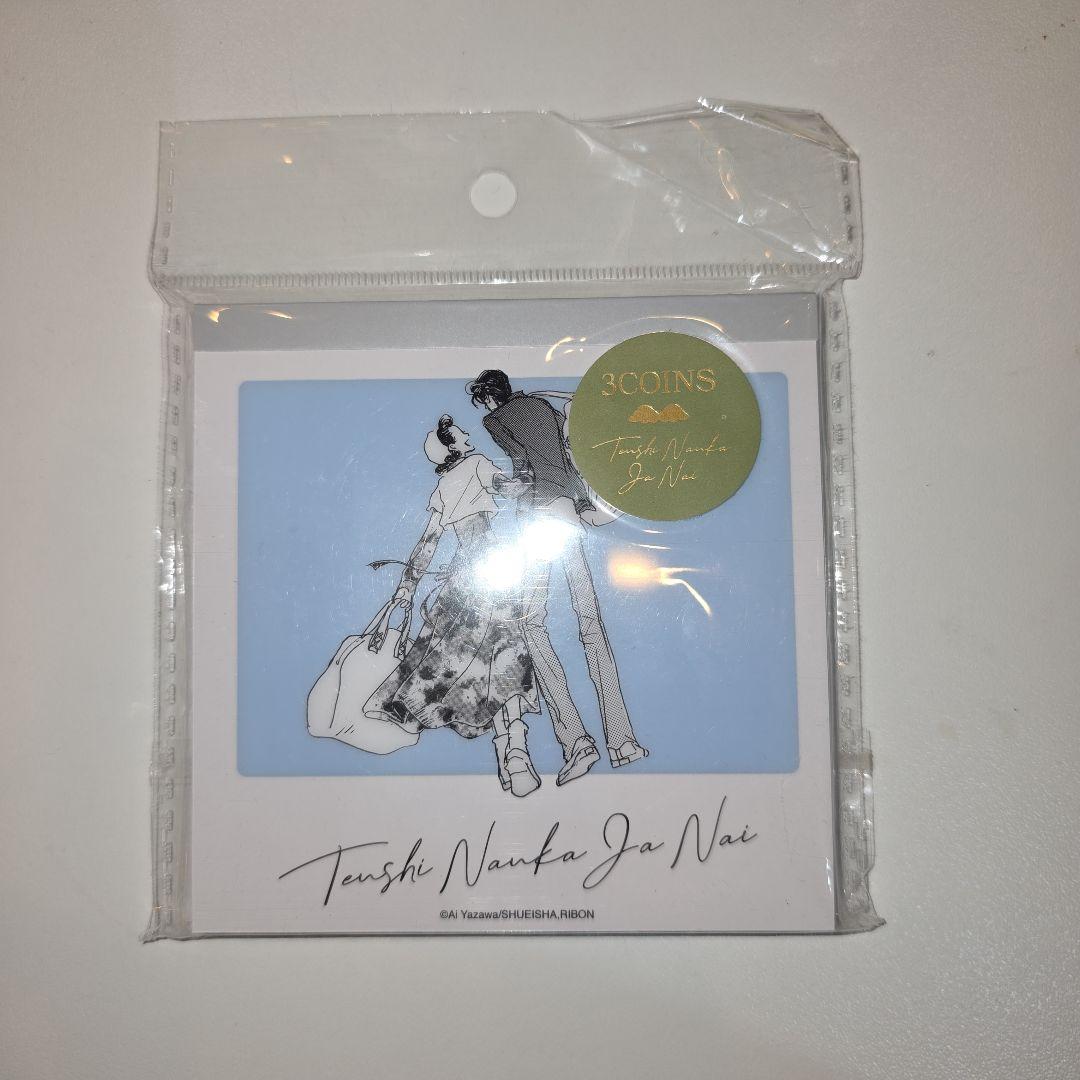 3COINS
Tenshi Nanka
Ja Nai
Tenshi Nanka Ja Nai
©Ai Yazawa/SHUEISHA,RIBON